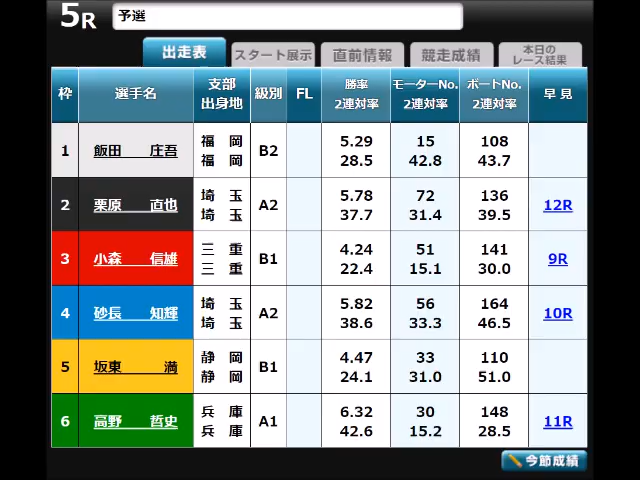 5R 予選
出走表 スタート展示 直前情報 競走成績 本日のレース結果
枠 選手名 支部 出身地 級別 FL 勝率 2連対率 モーターNo. 2連対率 ボートNo. 2連対率 早見
1 飯田 庄吾 福岡 福岡 B2 5.29 28.5 15 42.8 108 43.7
2 栗原 直也 埼玉 埼玉 A2 5.78 37.7 72 31.4 136 39.5 12R
3 小森 信雄 三重 三重 B1 4.24 22.4 51 15.1 141 30.0 9R
4 砂長 知輝 埼玉 埼玉 A2 5.82 38.6 56 33.3 164 46.5 10R
5 坂東 満 静岡 静岡 B1 4.47 24.1 33 31.0 110 51.0
6 高野 哲史 兵庫 兵庫 A1 6.32 42.6 30 15.2 148 28.5 11R
今節成績